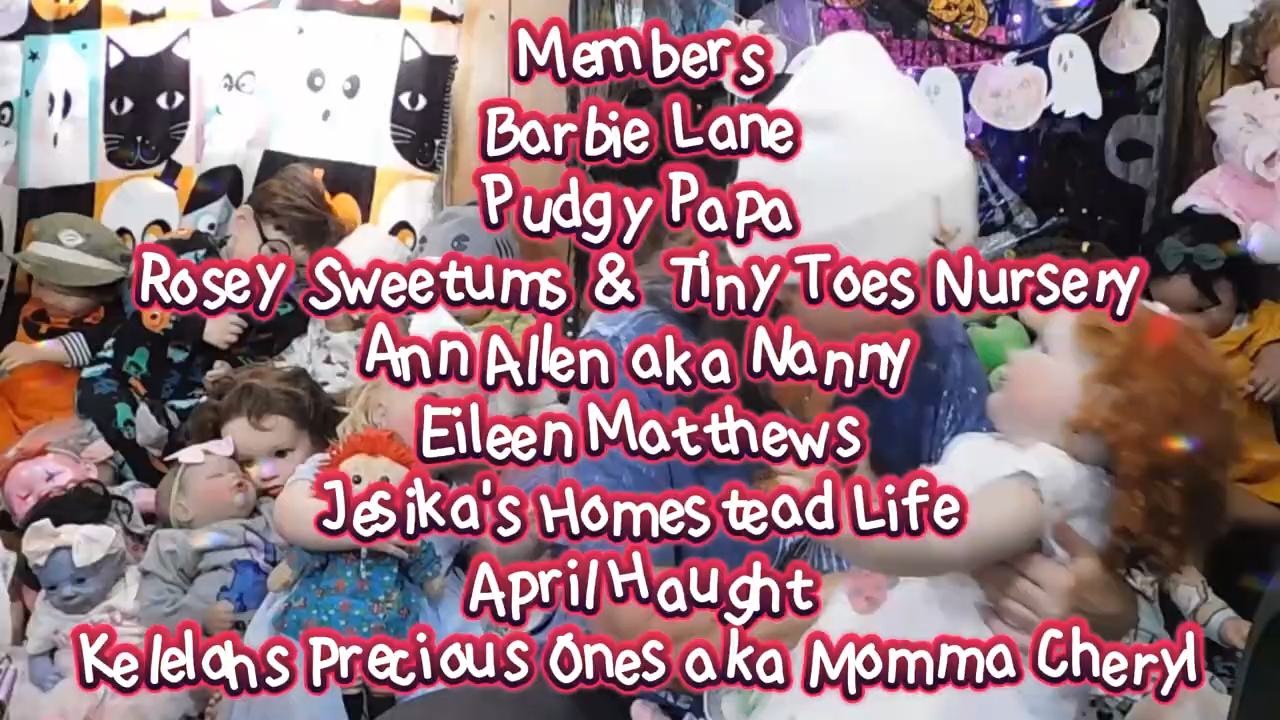 Members
Barbie Lane
Pudgy Papa
Rosey Sweetums & Tiny Toes Nursery
Ann Allen aka Nanny
Eileen Matthews
Jesika's Homestead Life
April Haught
Kelelahs Precious Ones aka Momma Cheryl